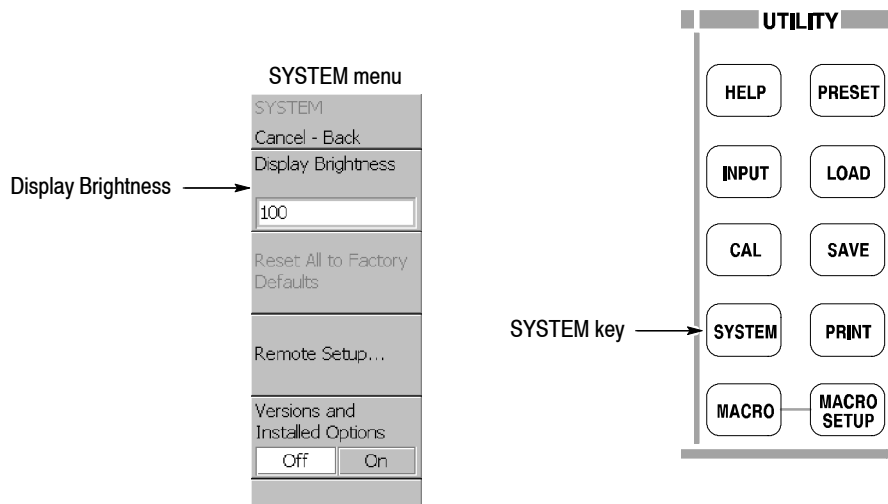 SYSTEM menu
SYSTEM
Cancel - Back
Display Brightness
Display Brightness
100
Reset All to Factory
Defaults
Remote Setup...
Versions and
Installed Options
Off On
UTILITY
HELP PRESET
INPUT LOAD
CAL SAVE
SYSTEM key
SYSTEM PRINT
MACRO MACRO
SETUP